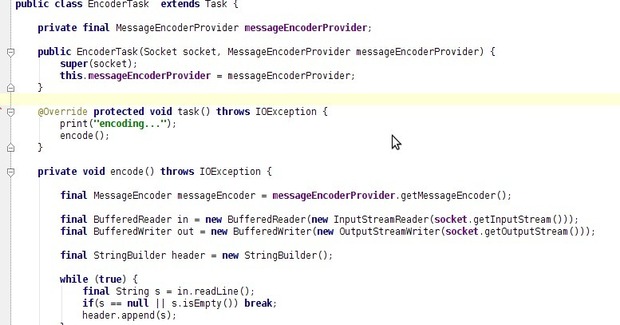 public class EncoderTask  extends Task {
private final MessageEncoderProvider messageEncoderProvider;
public EncoderTask(Socket socket, MessageEncoderProvider messageEncoderProvider) {
super(socket);
this.messageEncoderProvider = messageEncoderProvider;
}
@Override protected void task() throws IOException {
print("encoding...");
encode();
}
private void encode() throws IOException {
final MessageEncoder messageEncoder = messageEncoderProvider.getMessageEncoder();
final BufferedReader in = new BufferedReader(new InputStreamReader(socket.getInputStream()));
final BufferedWriter out = new BufferedWriter(new OutputStreamWriter(socket.getOutputStream()));
final StringBuilder header = new StringBuilder();
while (true) {
final String s = in.readLine();
if(s == null || s.isEmpty()) break;
header.append(s);